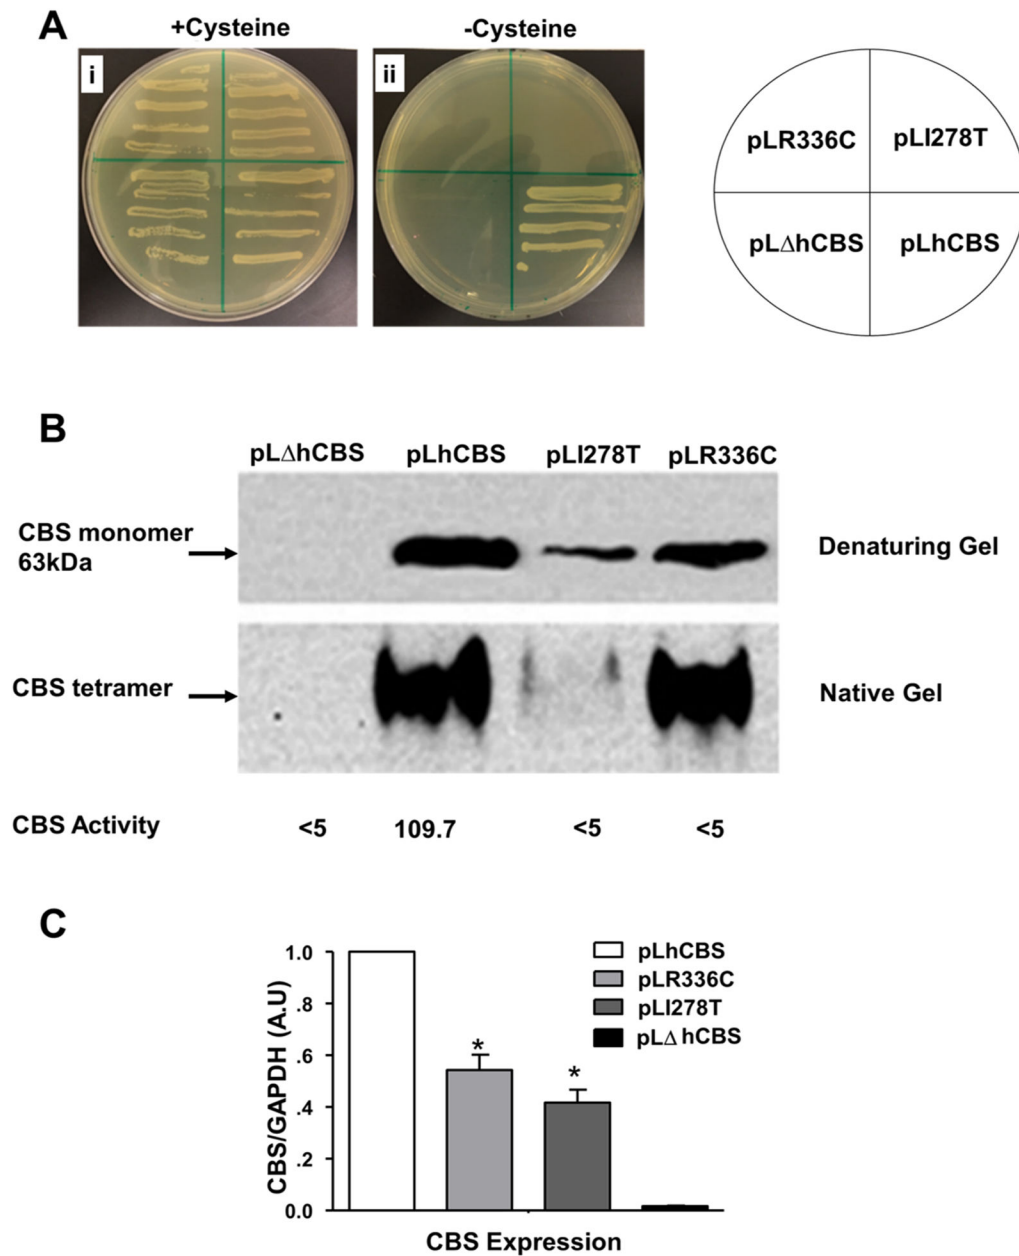 A
+Cysteine
-Cysteine
i
ii
pLR336C
pLI278T
pLΔhCBS
pLhCBS
B
pLΔhCBS pLhCBS pLI278T pLR336C
CBS monomer
63kDa
Denaturing Gel
CBS tetramer
Native Gel
CBS Activity <5 109.7 <5 <5
C
CBS/GAPDH (A.U)
1.0
.8
.6
.4
.2
0.0
* *
pLhCBS
pLR336C
pLI278T
pLΔ hCBS
CBS Expression